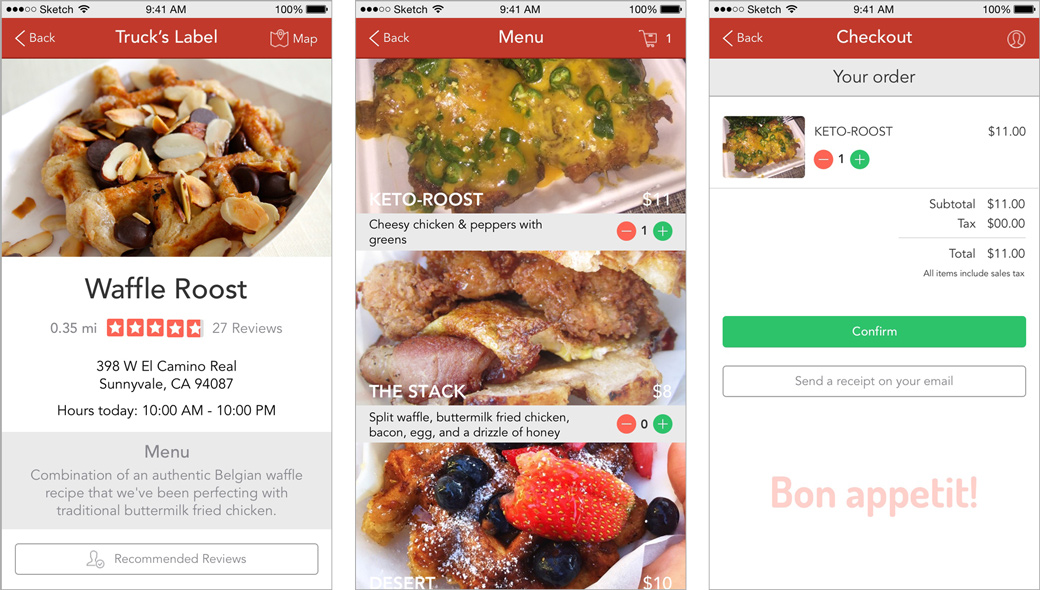 Sketch 9:41 AM 100%
Back Truck's Label Map
Waffle Roost
0.35 mi 27 Reviews
398 W El Camino Real
Sunnyvale, CA 94087
Hours today: 10:00 AM - 10:00 PM
Menu
Combination of an authentic Belgian waffle
recipe that we've been perfecting with
traditional buttermilk fried chicken.
Recommended Reviews
Sketch 9:41 AM 100%
Back Menu 1
KETO-ROOST $11
Cheesy chicken & peppers with
greens
1
THE STACK $8
Split waffle, buttermilk fried chicken,
bacon, egg, and a drizzle of honey
0
DESERT $10
Sketch 9:41 AM 100%
Back Checkout
Your order
KETO-ROOST $11.00
1
Subtotal $11.00
Tax $00.00
Total $11.00
All items include sales tax
Confirm
Send a receipt on your email
Bon appetit!